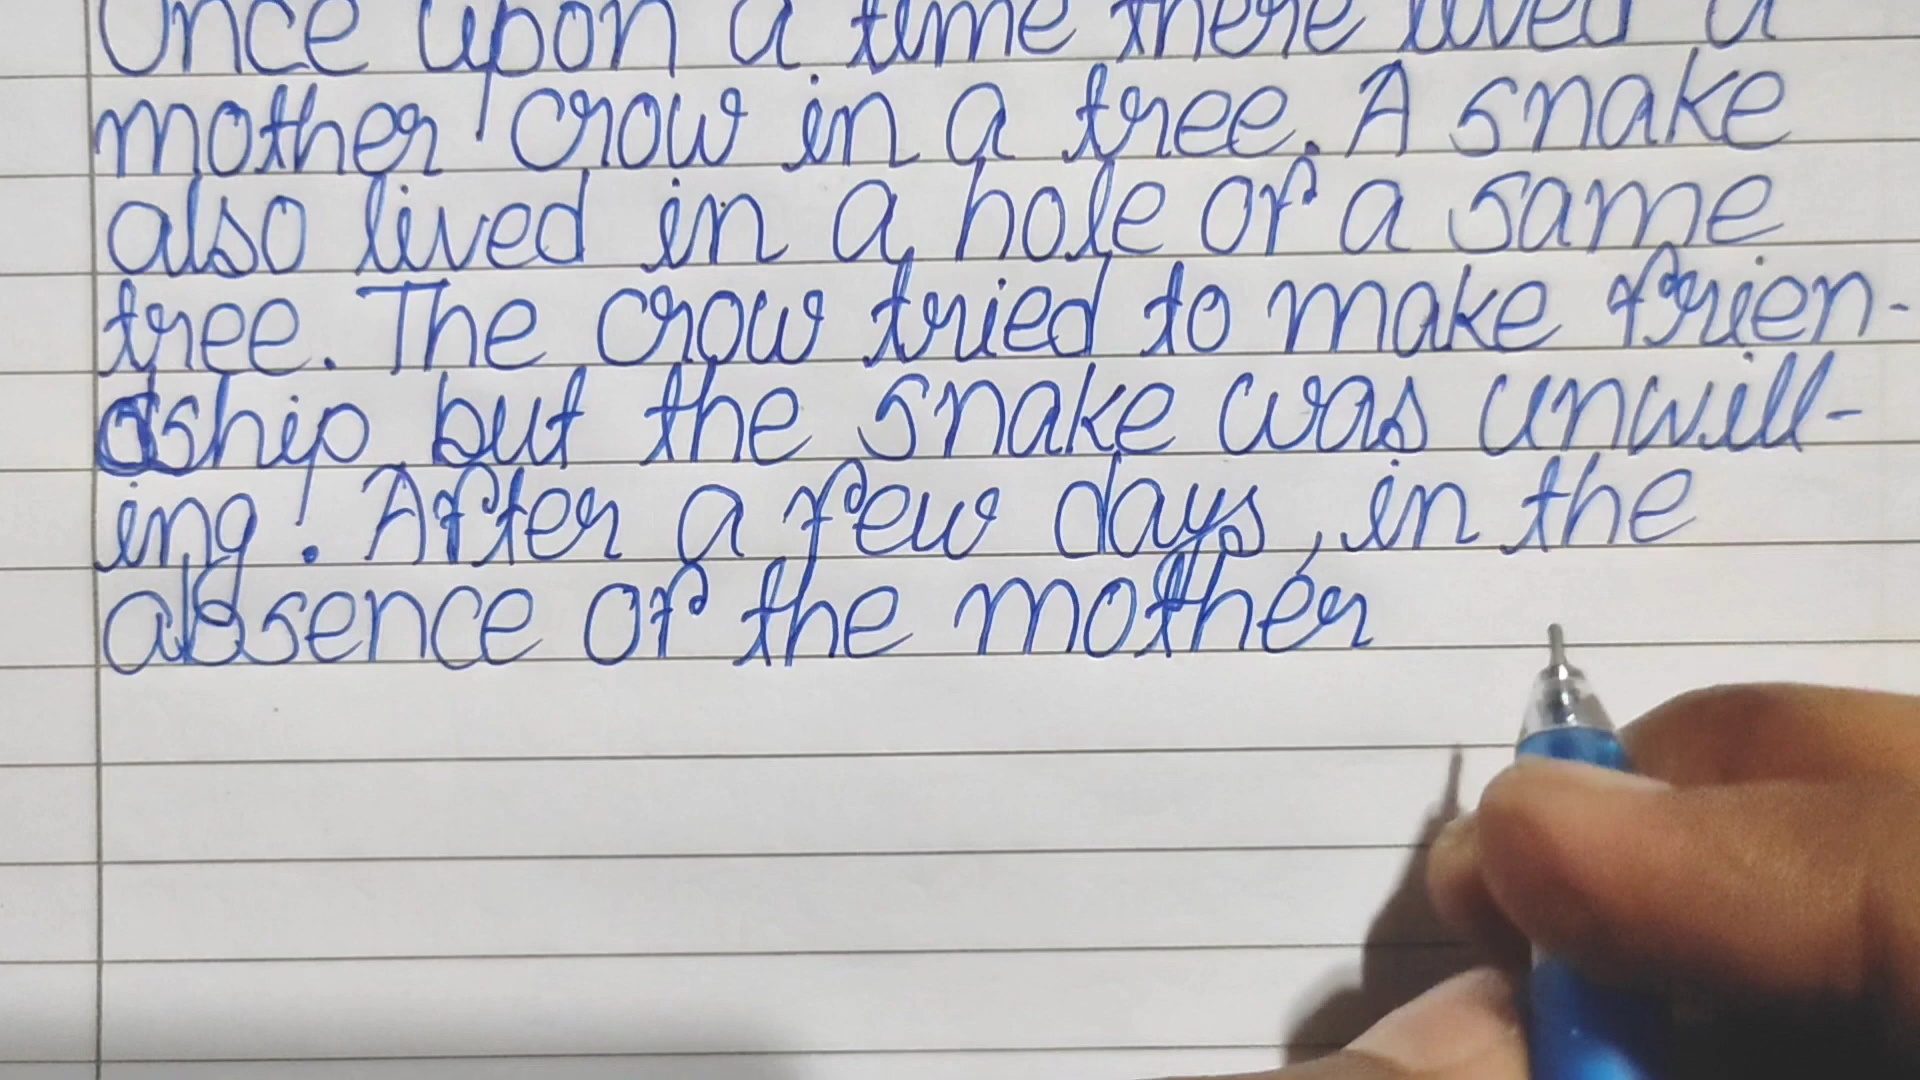 Once upon a time there lived a
mother crow in a tree. A snake
also lived in a hole of a same
tree. The crow tried to make frien-
dship but the snake was unwill-
ing. After a few days, in the
absence of the mother